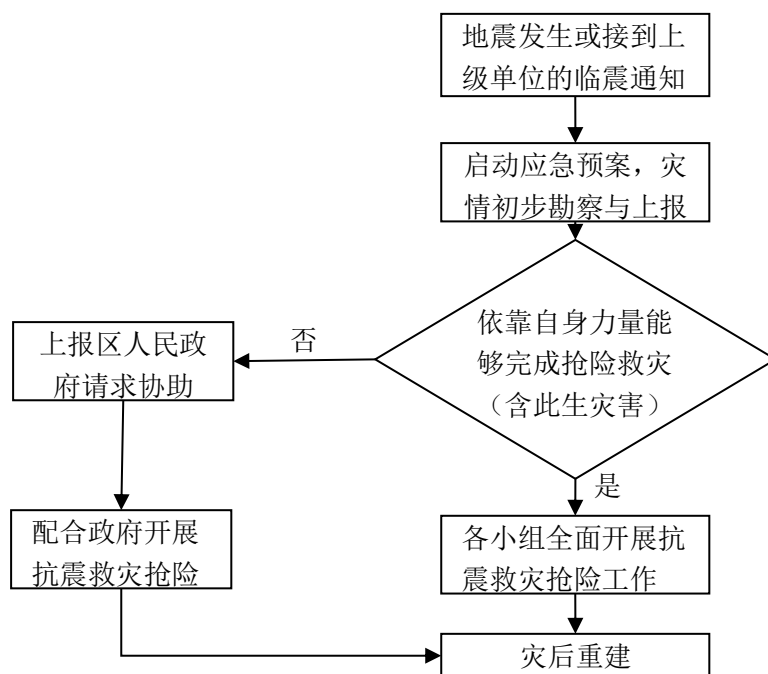 地震发生或接到上
级单位的临震通知
启动应急预案，灾
情初步勘察与上报
依靠自身力量能
够完成抢险救灾
（含此生灾害）
否
上报区人民政
府请求协助
是
配合政府开展
抗震救灾抢险
各小组全面开展抗
震救灾抢险工作
灾后重建